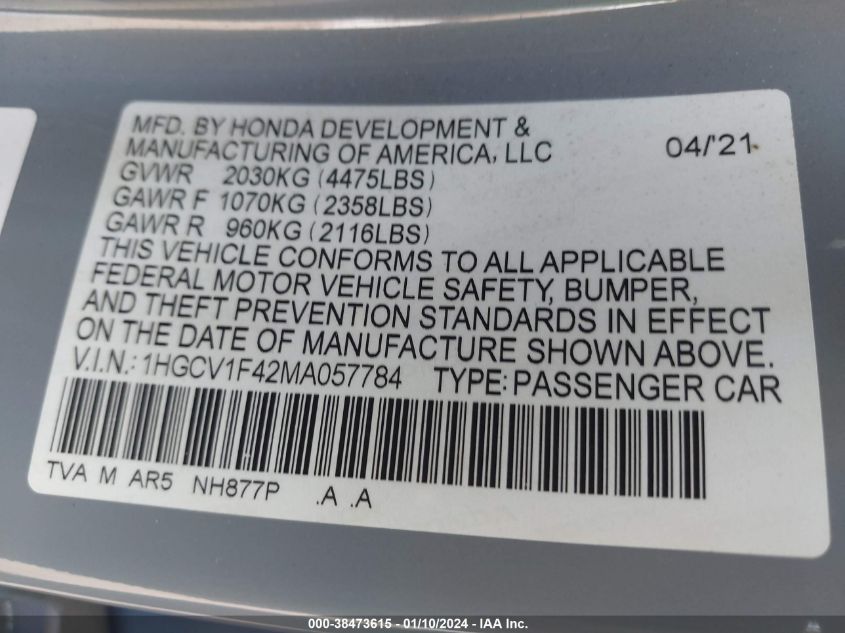 MFD. BY HONDA DEVELOPMENT &
MANUFACTURING OF AMERICA, LLC 04/'21
GVWR 2030KG (4475LBS)
GAWR F 1070KG (2358LBS)
GAWR R 960KG (2116LBS)
THIS VEHICLE CONFORMS TO ALL APPLICABLE
FEDERAL MOTOR VEHICLE SAFETY, BUMPER,
AND THEFT PREVENTION STANDARDS IN EFFECT
ON THE DATE OF MANUFACTURE SHOWN ABOVE.
V.I.N.: 1HGCV1F42MA057784 TYPE: PASSENGER CAR
TVA M AR5 NH877P .A .A
000-38473615 - 01/10/2024 - IAA Inc.